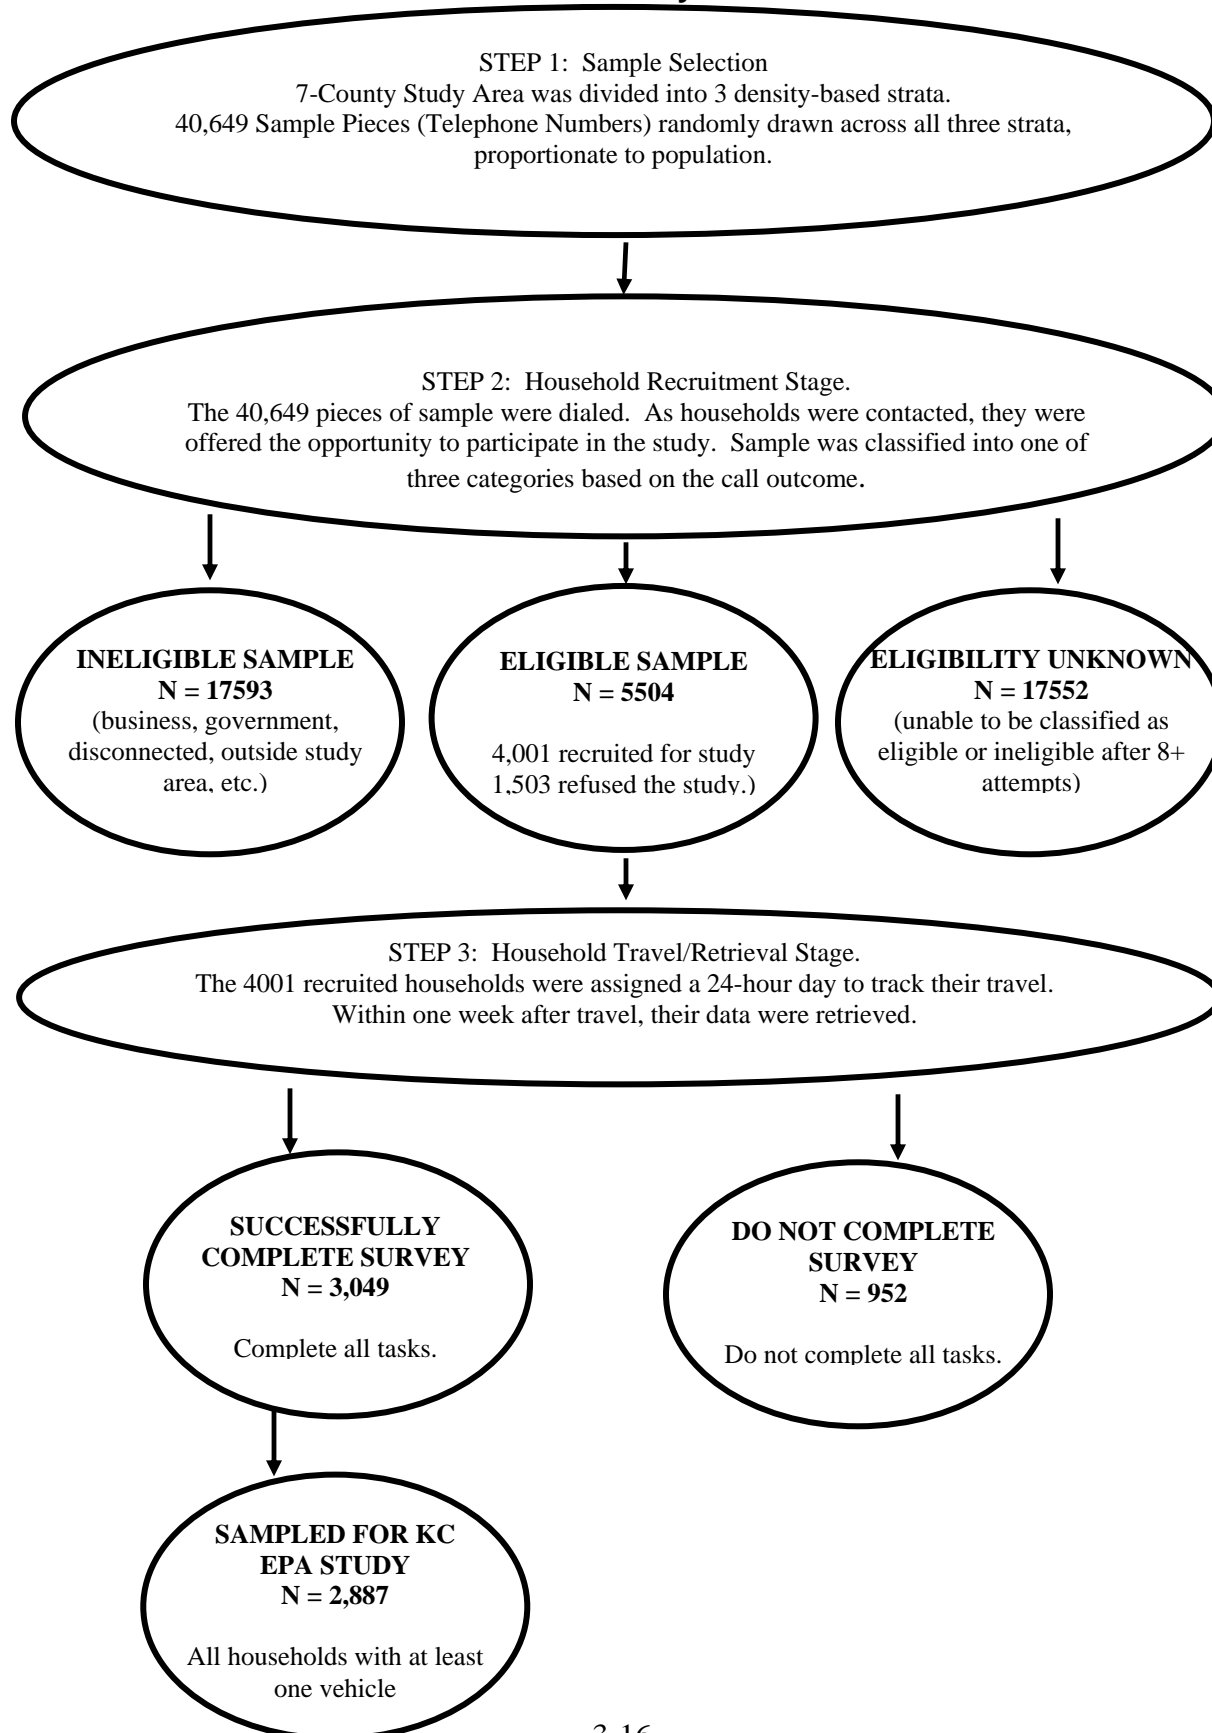 STEP 1: Sample Selection
7-County Study Area was divided into 3 density-based strata.
40,649 Sample Pieces (Telephone Numbers) randomly drawn across all three strata,
proportionate to population.
STEP 2: Household Recruitment Stage.
The 40,649 pieces of sample were dialed. As households were contacted, they were
offered the opportunity to participate in the study. Sample was classified into one of
three categories based on the call outcome.
INELIGIBLE SAMPLE
N = 17593
(business, government,
disconnected, outside study
area, etc.)
ELIGIBLE SAMPLE
N = 5504
4,001 recruited for study
1,503 refused the study.)
ELIGIBILITY UNKNOWN
N = 17552
(unable to be classified as
eligible or ineligible after 8+
attempts)
STEP 3: Household Travel/Retrieval Stage.
The 4001 recruited households were assigned a 24-hour day to track their travel.
Within one week after travel, their data were retrieved.
SUCCESSFULLY
COMPLETE SURVEY
N = 3,049
Complete all tasks.
DO NOT COMPLETE
SURVEY
N = 952
Do not complete all tasks.
SAMPLED FOR KC
EPA STUDY
N = 2,887
All households with at least
one vehicle
3-16